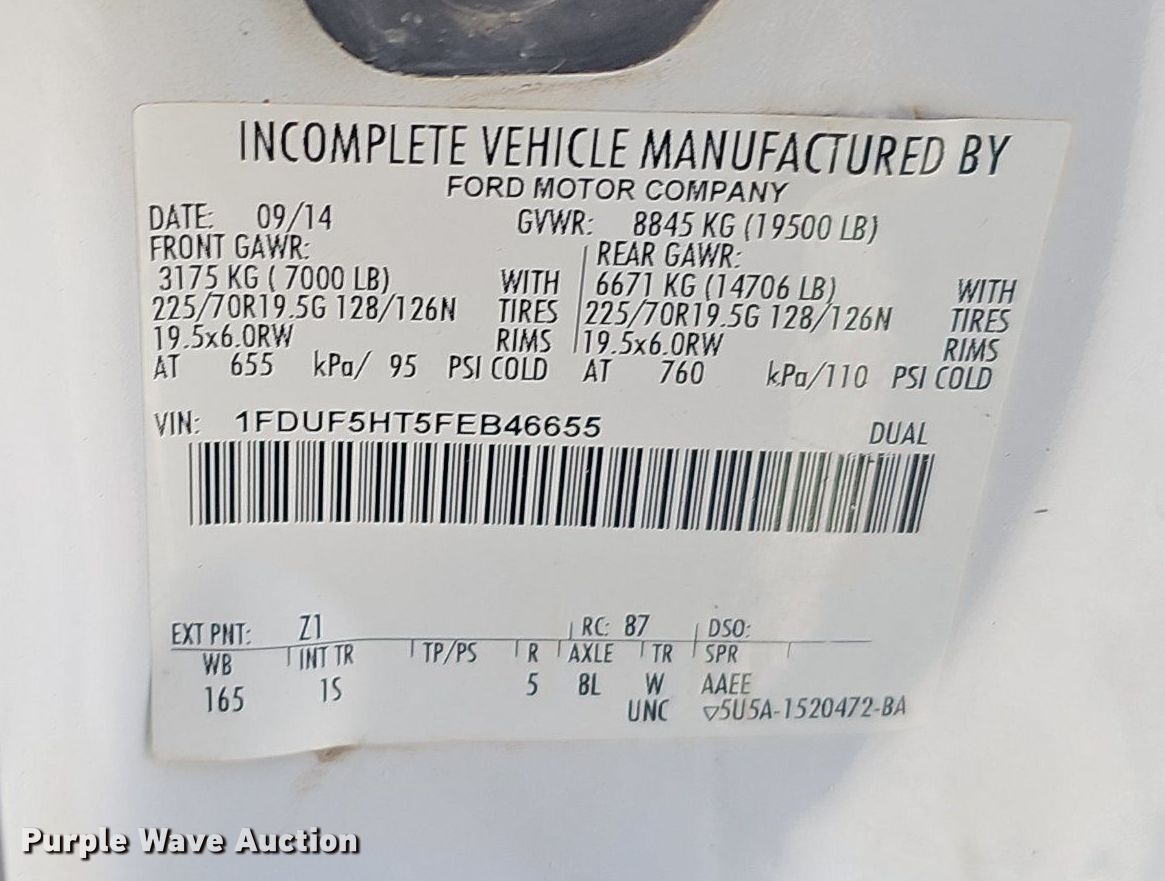 INCOMPLETE VEHICLE MANUFACTURED BY
FORD MOTOR COMPANY
DATE: 09/14 GVWR: 8845 KG (19500 LB)
FRONT GAWR: REAR GAWR:
3175 KG ( 7000 LB) WITH 6671 KG (14706 LB) WITH
225/70R19.5G 128/126N TIRES 225/70R19.5G 128/126N TIRES
19.5x6.0RW RIMS 19.5x6.0RW RIMS
AT 655 kPa/ 95 PSI COLD AT 760 kPa/110 PSI COLD
VIN: 1FDUF5HT5FEB46655
DUAL
EXT PNT: Z1 RC: 87 DSO:
WB INT TR TP/PS R AXLE TR SPR
165 1S 5 8L W AAEE
UNC ▽5U5A-1520472-BA
Purple Wave Auction